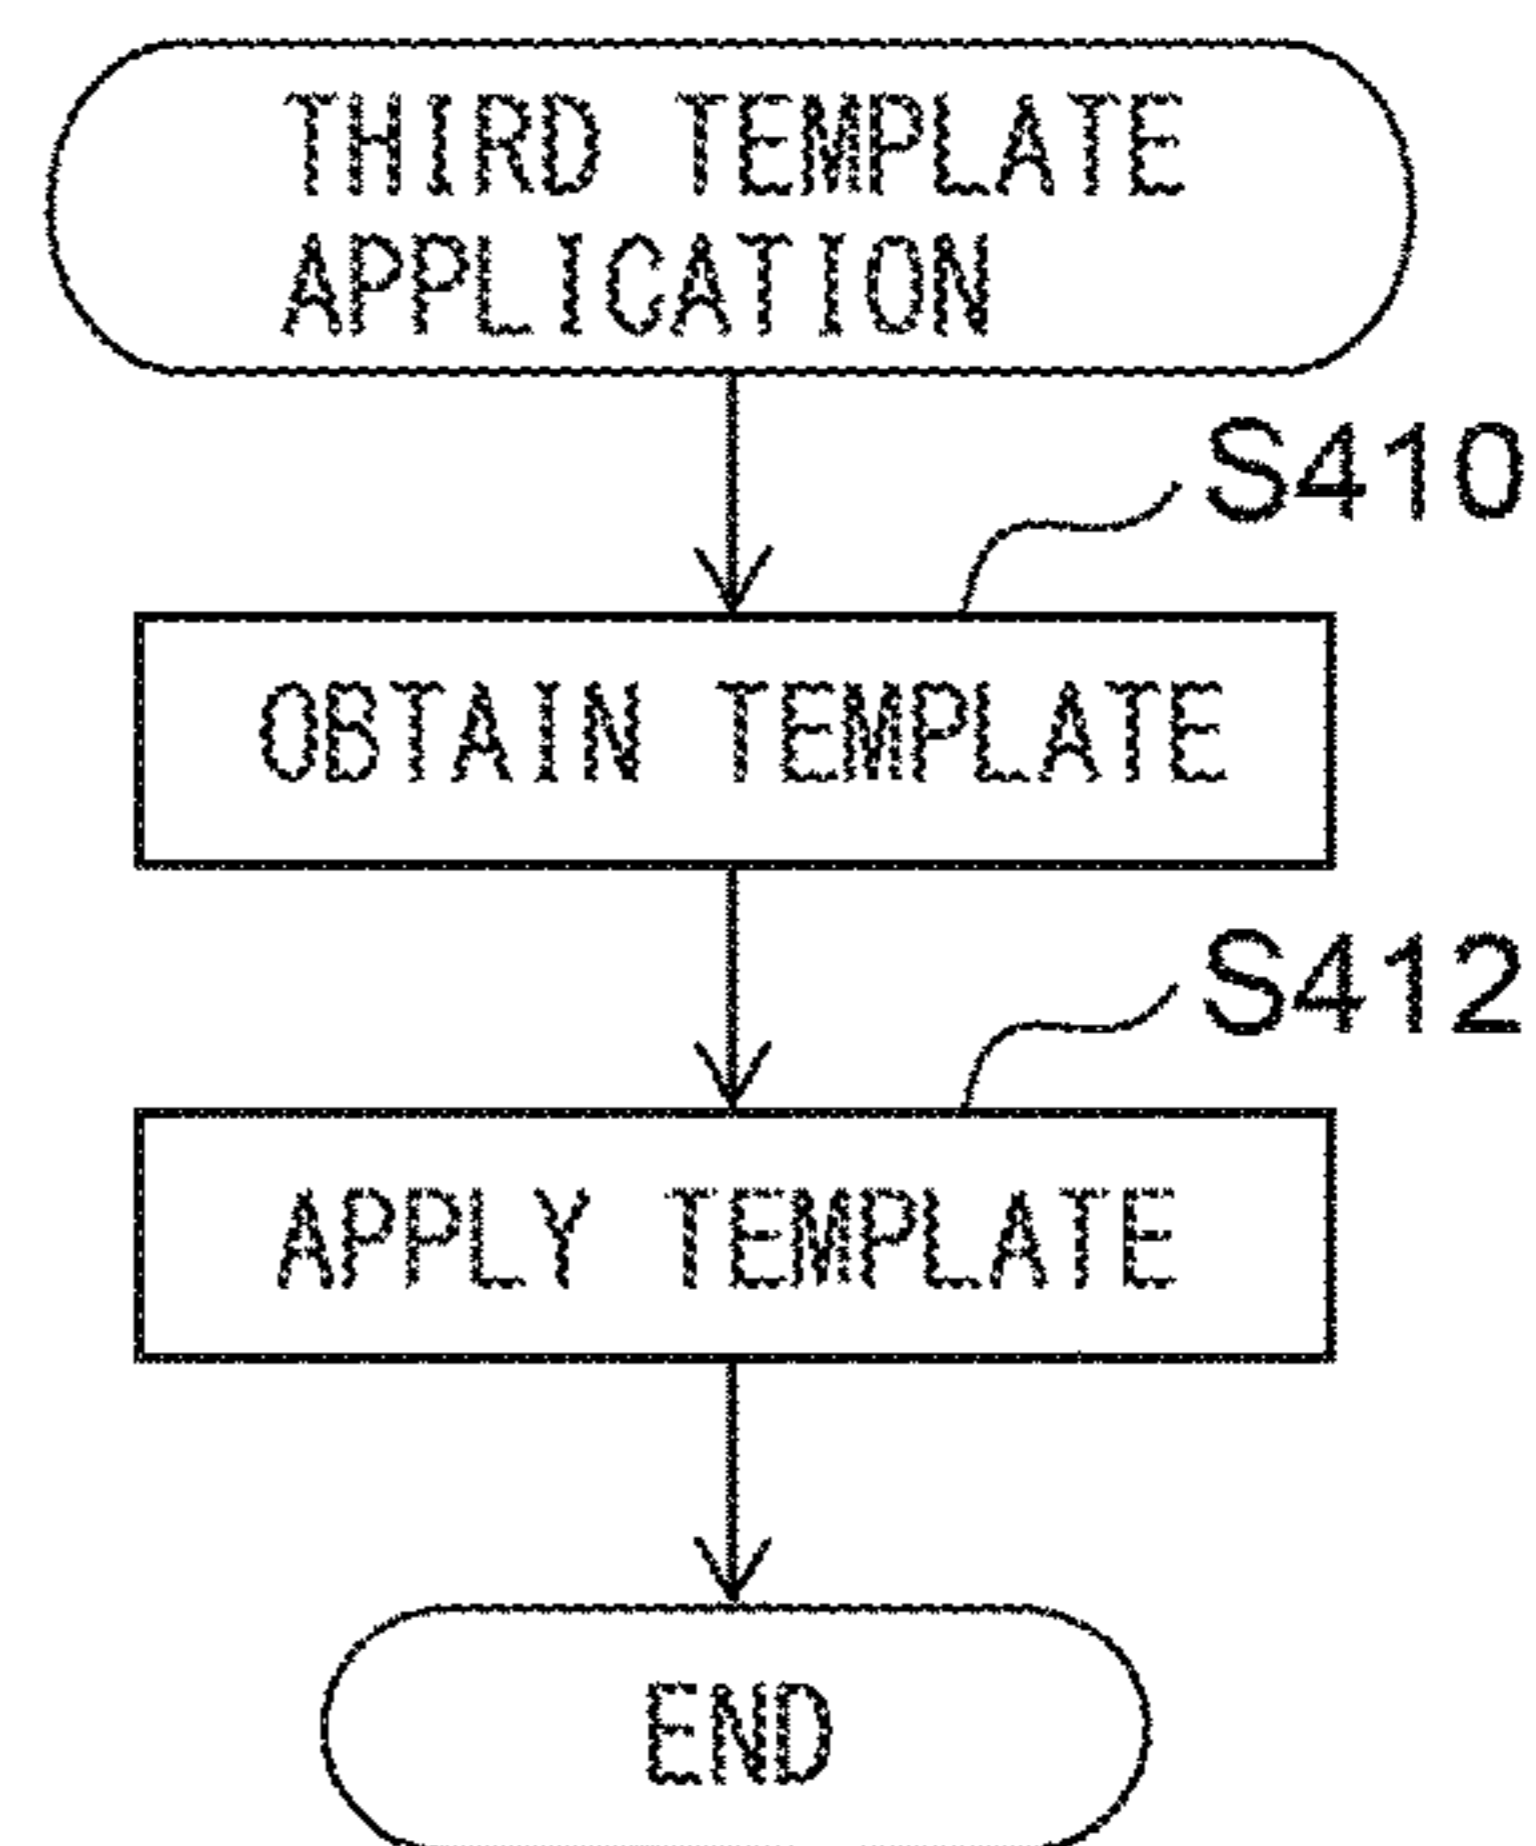 THIRD TEMPLATE
APPLICATION
S410
OBTAIN TEMPLATE
S412
APPLY TEMPLATE
END